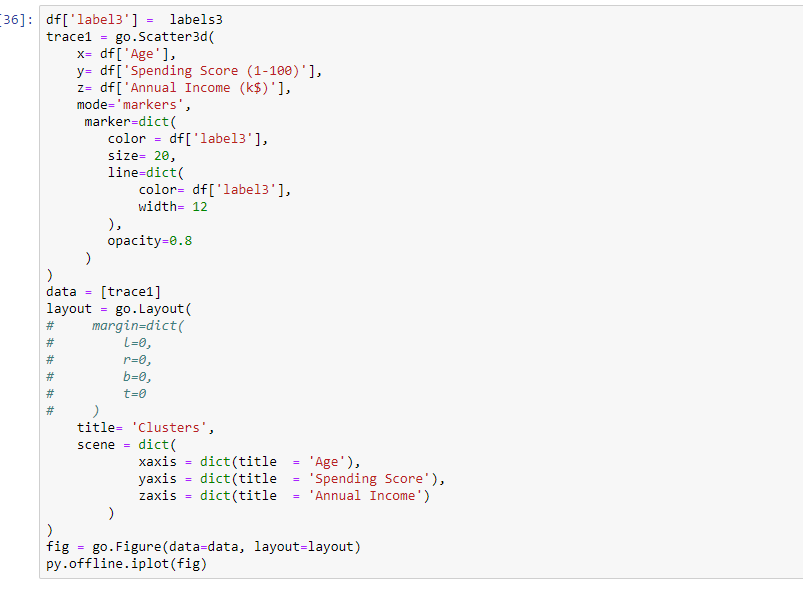 [36]: df['label3'] =  labels3
trace1 = go.Scatter3d(
    x= df['Age'],
    y= df['Spending Score (1-100)'],
    z= df['Annual Income (k$)'],
    mode='markers',
     marker=dict(
        color = df['label3'],
        size= 20,
        line=dict(
            color= df['label3'],
            width= 12
        ),
        opacity=0.8
     )
)
data = [trace1]
layout = go.Layout(
#     margin=dict(
#         l=0,
#         r=0,
#         b=0,
#         t=0
#     )
    title= 'Clusters',
    scene = dict(
            xaxis = dict(title  = 'Age'),
            yaxis = dict(title  = 'Spending Score'),
            zaxis = dict(title  = 'Annual Income')
        )
)
fig = go.Figure(data=data, layout=layout)
py.offline.iplot(fig)